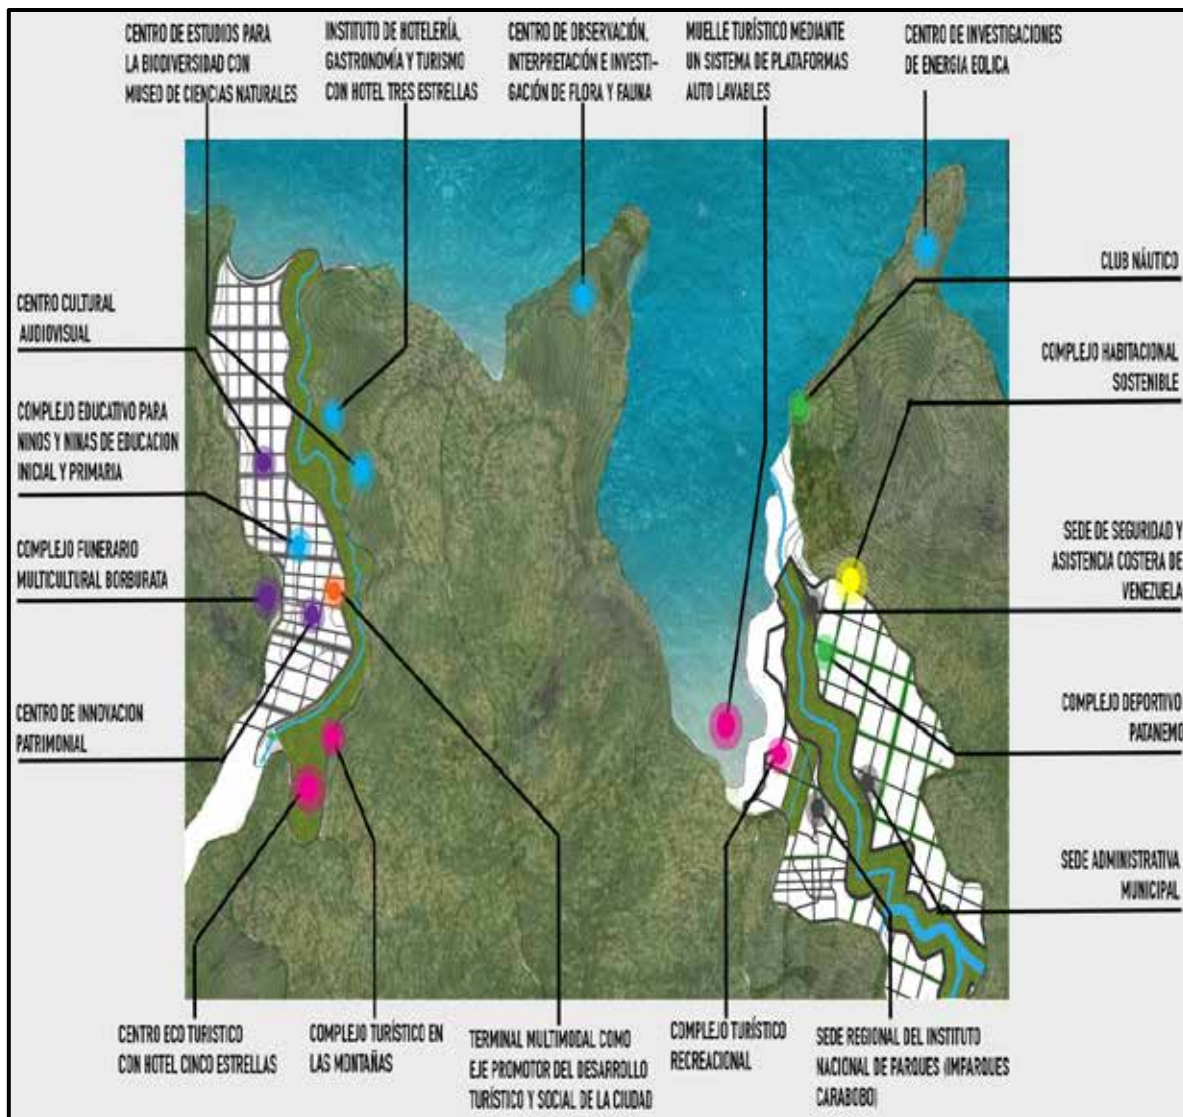 CENTRO DE ESTUDIOS PARA
LA BIODIVERSIDAD CON
MUSEO DE CIENCIAS NATURALES
INSTITUTO DE HOTELERÍA,
GASTRONOMÍA Y TURISMO
CON HOTEL TRES ESTRELLAS
CENTRO DE OBSERVACIÓN,
INTERPRETACIÓN E INVESTI-
GACIÓN DE FLORA Y FAUNA
MUELLE TURÍSTICO MEDIANTE
UN SISTEMA DE PLATAFORMAS
AUTO LAVABLES
CENTRO DE INVESTIGACIONES
DE ENERGIA EOLICA
CENTRO CULTURAL
AUDIOVISUAL
COMPLEJO EDUCATIVO PARA
NINOS Y NINAS DE EDUCACION
INICIAL Y PRIMARIA
COMPLEJO FUNERARIO
MULTICULTURAL BORBURATA
CENTRO DE INNOVACION
PATRIMONIAL
CLUB NÁUTICO
COMPLEJO HABITACIONAL
SOSTENIBLE
SEDE DE SEGURIDAD Y
ASISTENCIA COSTERA DE
VENEZUELA
COMPLEJO DEPORTIVO
PATANEMO
SEDE ADMINISTRATIVA
MUNICIPAL
CENTRO ECO TURISTICO
CON HOTEL CINCO ESTRELLAS
COMPLEJO TURÍSTICO EN
LAS MONTAÑAS
TERMINAL MULTIMODAL COMO
EJE PROMOTOR DEL DESARROLLO
TURÍSTICO Y SOCIAL DE LA CIUDAD
COMPLEJO TURÍSTICO
RECREACIONAL
SEDE REGIONAL DEL INSTITUTO
NACIONAL DE PARQUES (IMPARQUES
CARABOBO)